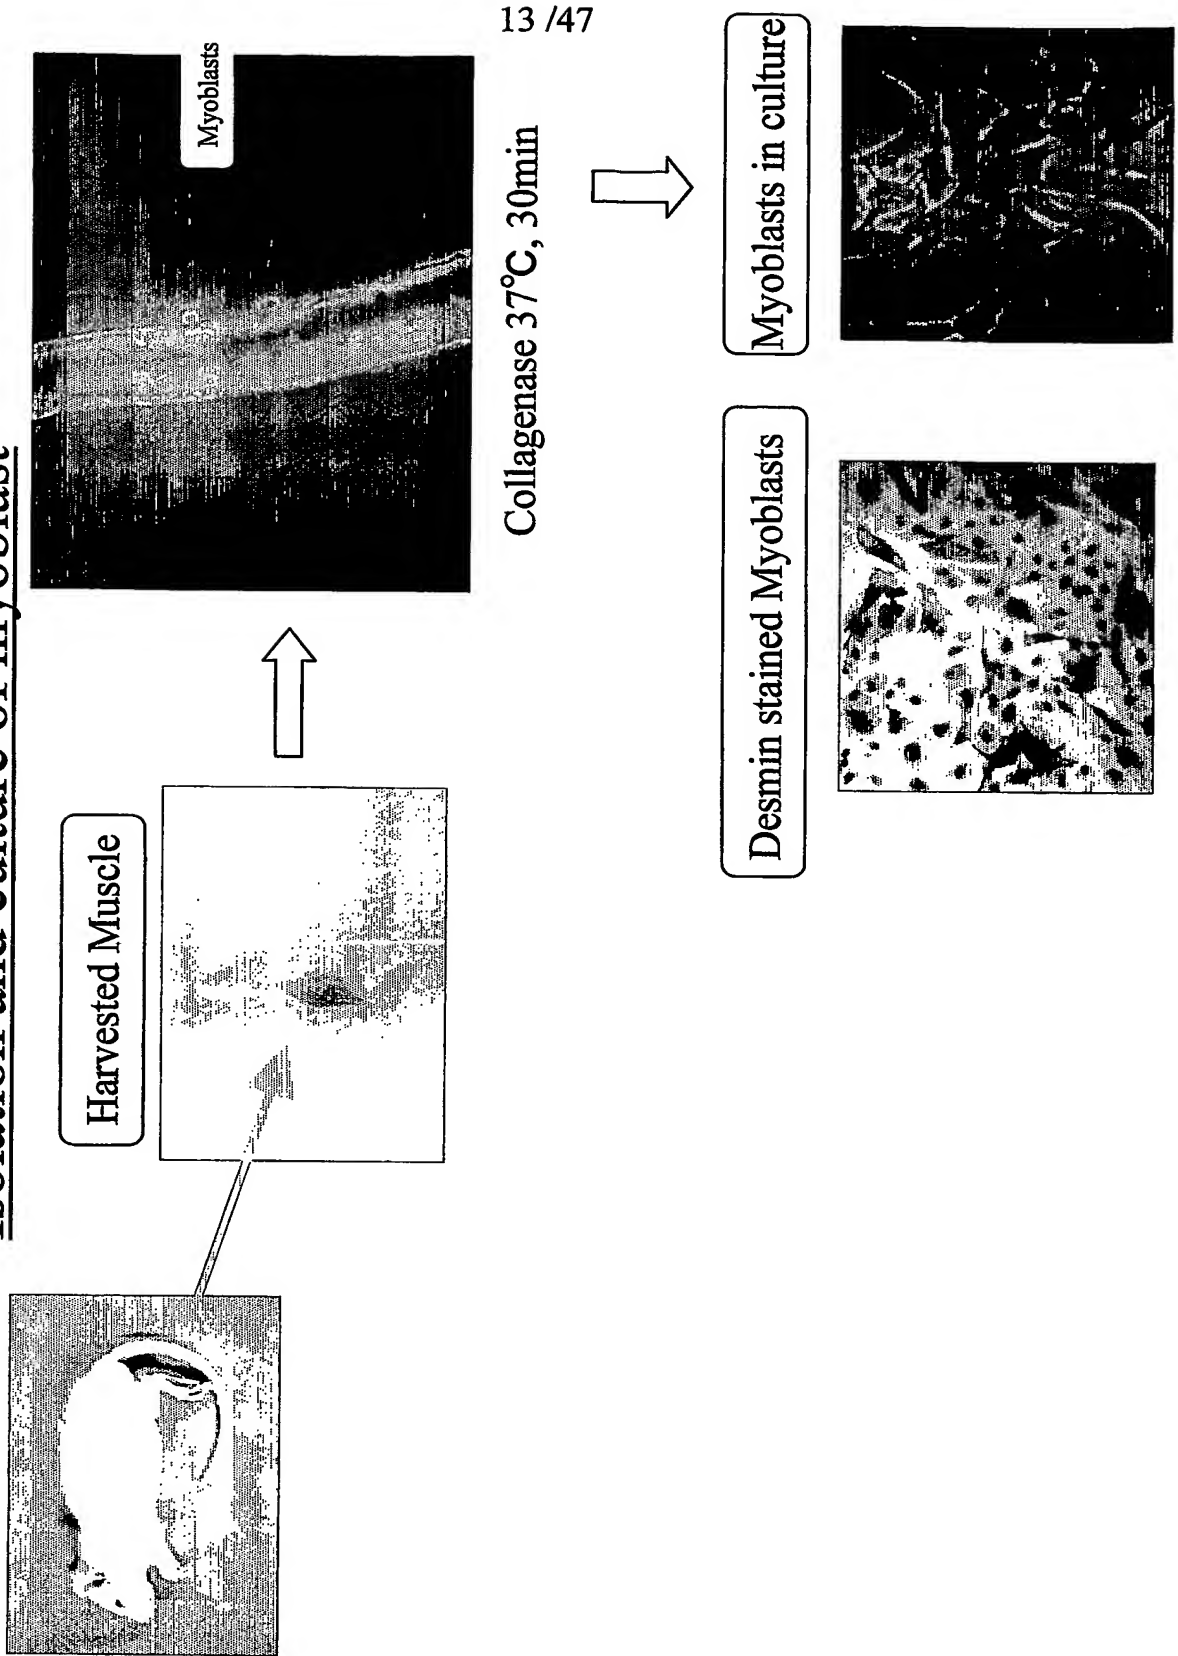 13 /47
Isolation and culture of myoblast
Harvested Muscle
Myoblasts
Collagenase 37°C, 30min
Desmin stained Myoblasts
Myoblasts in culture